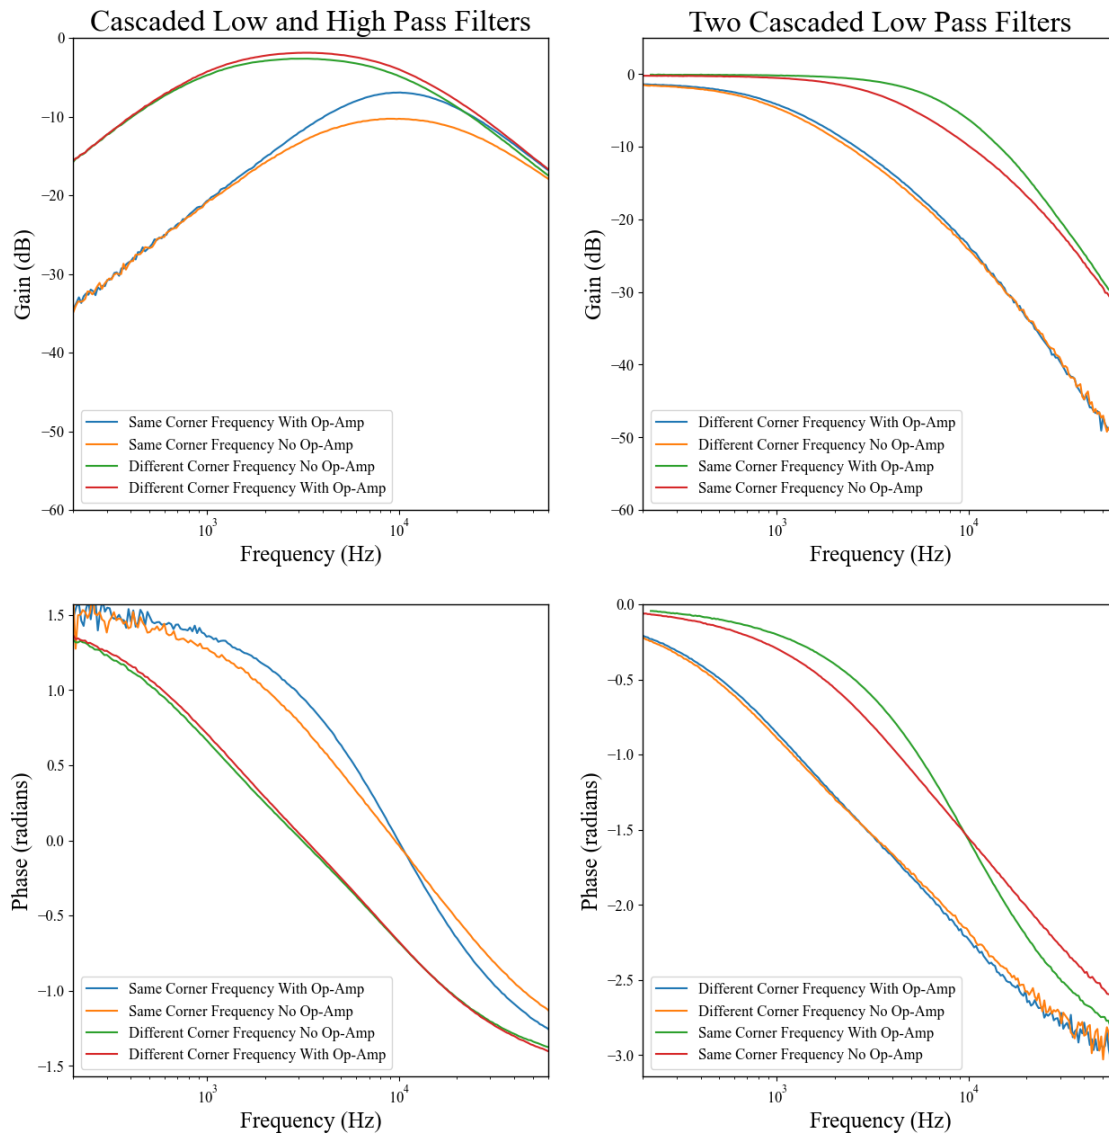 Cascaded Low and High Pass Filters
0
−10
−20
−30
−40
−50
−60
Gain (dB)
Same Corner Frequency With Op-Amp
Same Corner Frequency No Op-Amp
Different Corner Frequency No Op-Amp
Different Corner Frequency With Op-Amp
10³
10⁴
Frequency (Hz)
Two Cascaded Low Pass Filters
0
−10
−20
−30
−40
−50
−60
Gain (dB)
Different Corner Frequency With Op-Amp
Different Corner Frequency No Op-Amp
Same Corner Frequency With Op-Amp
Same Corner Frequency No Op-Amp
10³
10⁴
Frequency (Hz)
1.5
1.0
0.5
0.0
−0.5
−1.0
−1.5
Phase (radians)
Same Corner Frequency With Op-Amp
Same Corner Frequency No Op-Amp
Different Corner Frequency No Op-Amp
Different Corner Frequency With Op-Amp
10³
10⁴
Frequency (Hz)
0.0
−0.5
−1.0
−1.5
−2.0
−2.5
−3.0
Phase (radians)
Different Corner Frequency With Op-Amp
Different Corner Frequency No Op-Amp
Same Corner Frequency With Op-Amp
Same Corner Frequency No Op-Amp
10³
10⁴
Frequency (Hz)